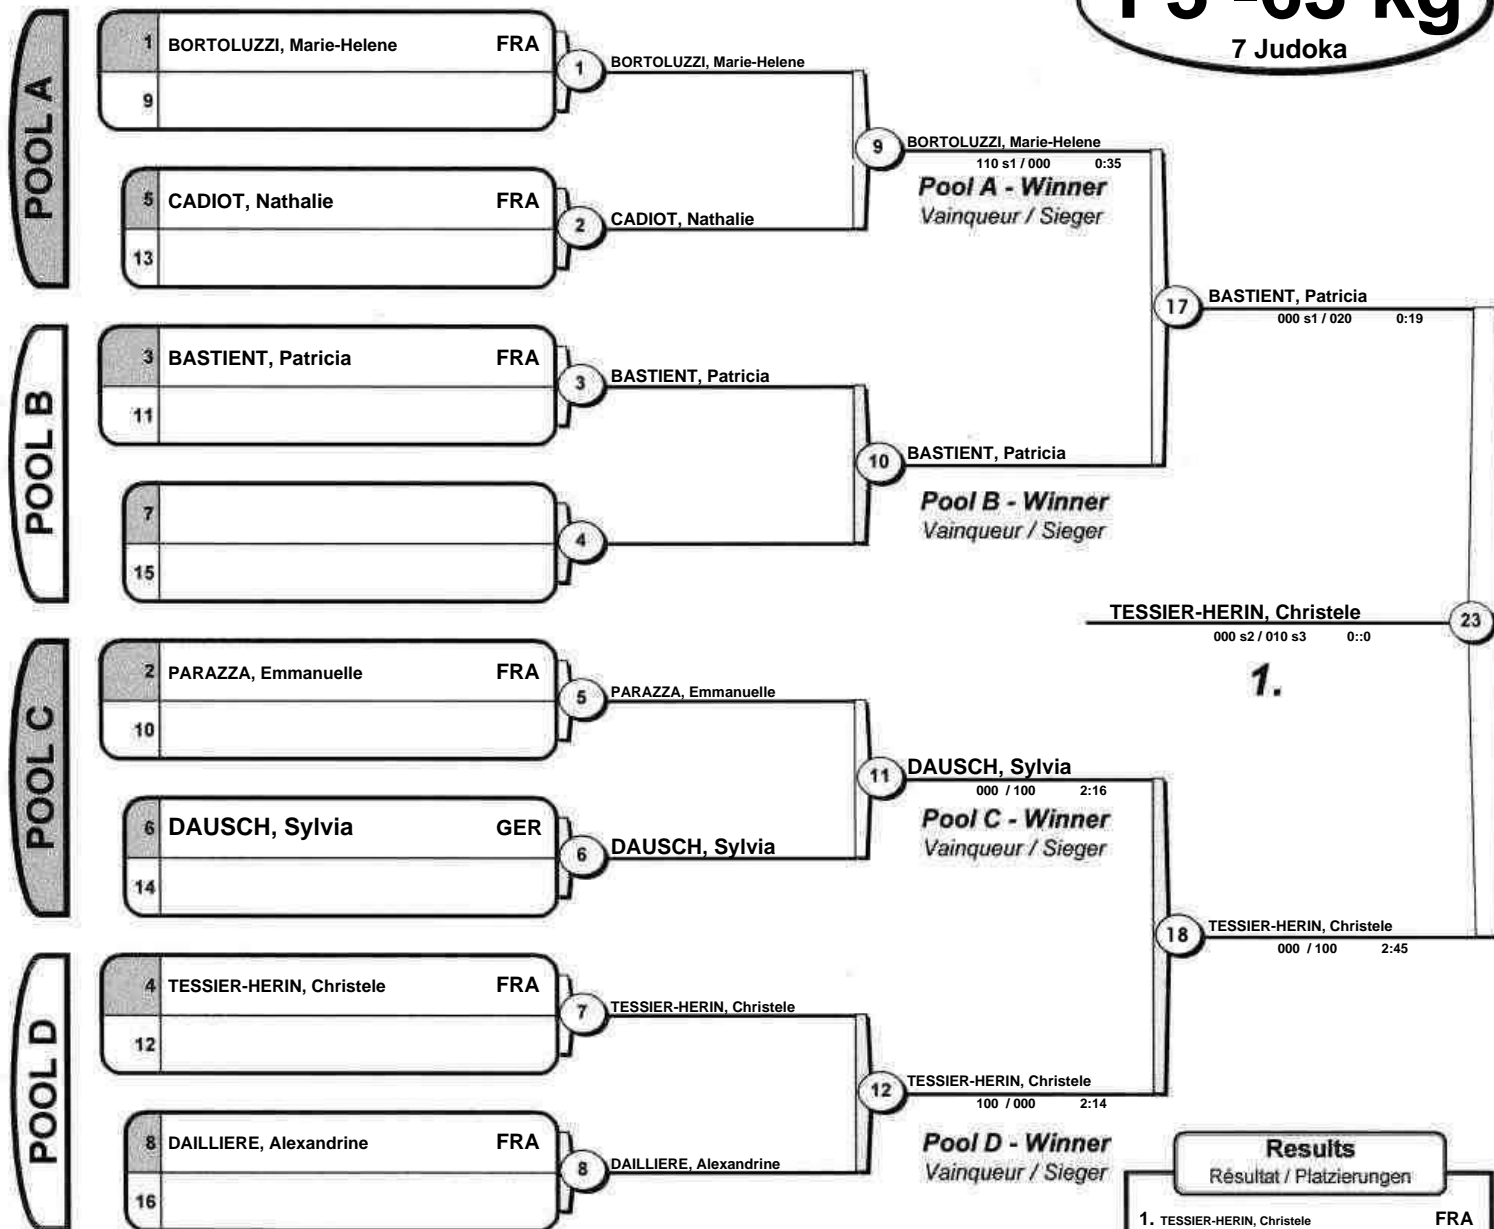 F3 -63 kg
7 Judoka
POOL A
1 BORTOLUZZI, Marie-Helene FRA
9
1 BORTOLUZZI, Marie-Helene
5 CADIOT, Nathalie FRA
13
2 CADIOT, Nathalie
9 BORTOLUZZI, Marie-Helene
110 s1 / 000 0:35
Pool A - Winner
Vainqueur / Sieger
POOL B
3 BASTIENT, Patricia FRA
11
3 BASTIENT, Patricia
7
15
4
10 BASTIENT, Patricia
Pool B - Winner
Vainqueur / Sieger
17 BASTIENT, Patricia
000 s1 / 020 0:19
TESSIER-HERIN, Christele 23
000 s2 / 010 s3 0::0
1.
POOL C
2 PARAZZA, Emmanuelle FRA
10
5 PARAZZA, Emmanuelle
6 DAUSCH, Sylvia GER
14
6 DAUSCH, Sylvia
11 DAUSCH, Sylvia
000 / 100 2:16
Pool C - Winner
Vainqueur / Sieger
18 TESSIER-HERIN, Christele
000 / 100 2:45
POOL D
4 TESSIER-HERIN, Christele FRA
12
7 TESSIER-HERIN, Christele
8 DAILLIERE, Alexandrine FRA
16
8 DAILLIERE, Alexandrine
12 TESSIER-HERIN, Christele
100 / 000 2:14
Pool D - Winner
Vainqueur / Sieger
Results
Résultat / Platzierungen
1. TESSIER-HERIN, Christele FRA